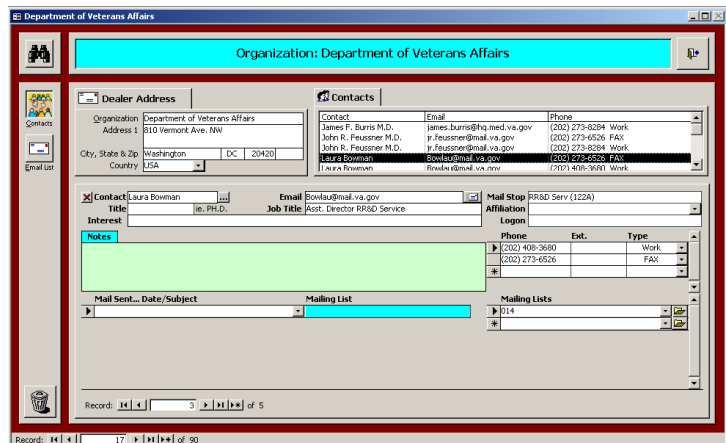 Department of Veterans Affairs
Organization: Department of Veterans Affairs
Contacts
Email List
Dealer Address
Organization Department of Veterans Affairs
Address 1 810 Vermont Ave. NW
City, State & Zip Washington DC 20420
Country USA
Contacts
Contact Email Phone
James F. Burris M.D. james.burris@hq.med.va.gov (202) 273-8284 Work
John R. Feussner M.D. jr.feussner@mail.va.gov (202) 273-6526 FAX
John R. Feussner M.D. jr.feussner@mail.va.gov (202) 273-8284 Work
Laura Bowman Bowlau@mail.va.gov (202) 273-6526 FAX
Laura Bowman Bowlau@mail.va.gov (202) 408-3680 Work
Contact Laura Bowman ... Email Bowlau@mail.va.gov Mail Stop RR&D Serv (122A)
Title ie. PH.D. Job Title Asst. Director RR&D Service Affiliation
Interest Logon
Notes
Phone Ext. Type
(202) 408-3680 Work
(202) 273-6526 FAX
Mail Sent... Date/Subject Mailing List
Mailing Lists
014
Record: 3 of 5
Record: 17 of 90